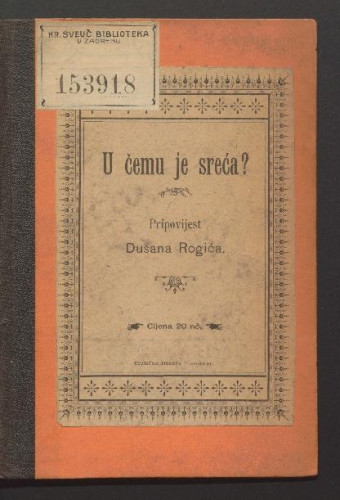 KR. SVEUČ. BIBLIOTEKA
U ZAGREBU
153918
U čemu je sreća?
Pripovijest
Dušana Rogića.
Cijena 20 nč.